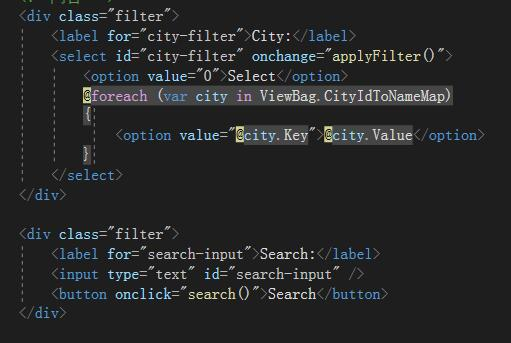 <div class="filter">
<label for="city-filter">City:</label>
<select id="city-filter" onchange="applyFilter()">
<option value="0">Select</option>
@foreach (var city in ViewBag.CityIdToNameMap)
{
<option value="@city.Key">@city.Value</option>
}
</select>
</div>
<div class="filter">
<label for="search-input">Search:</label>
<input type="text" id="search-input" />
<button onclick="search()">Search</button>
</div>